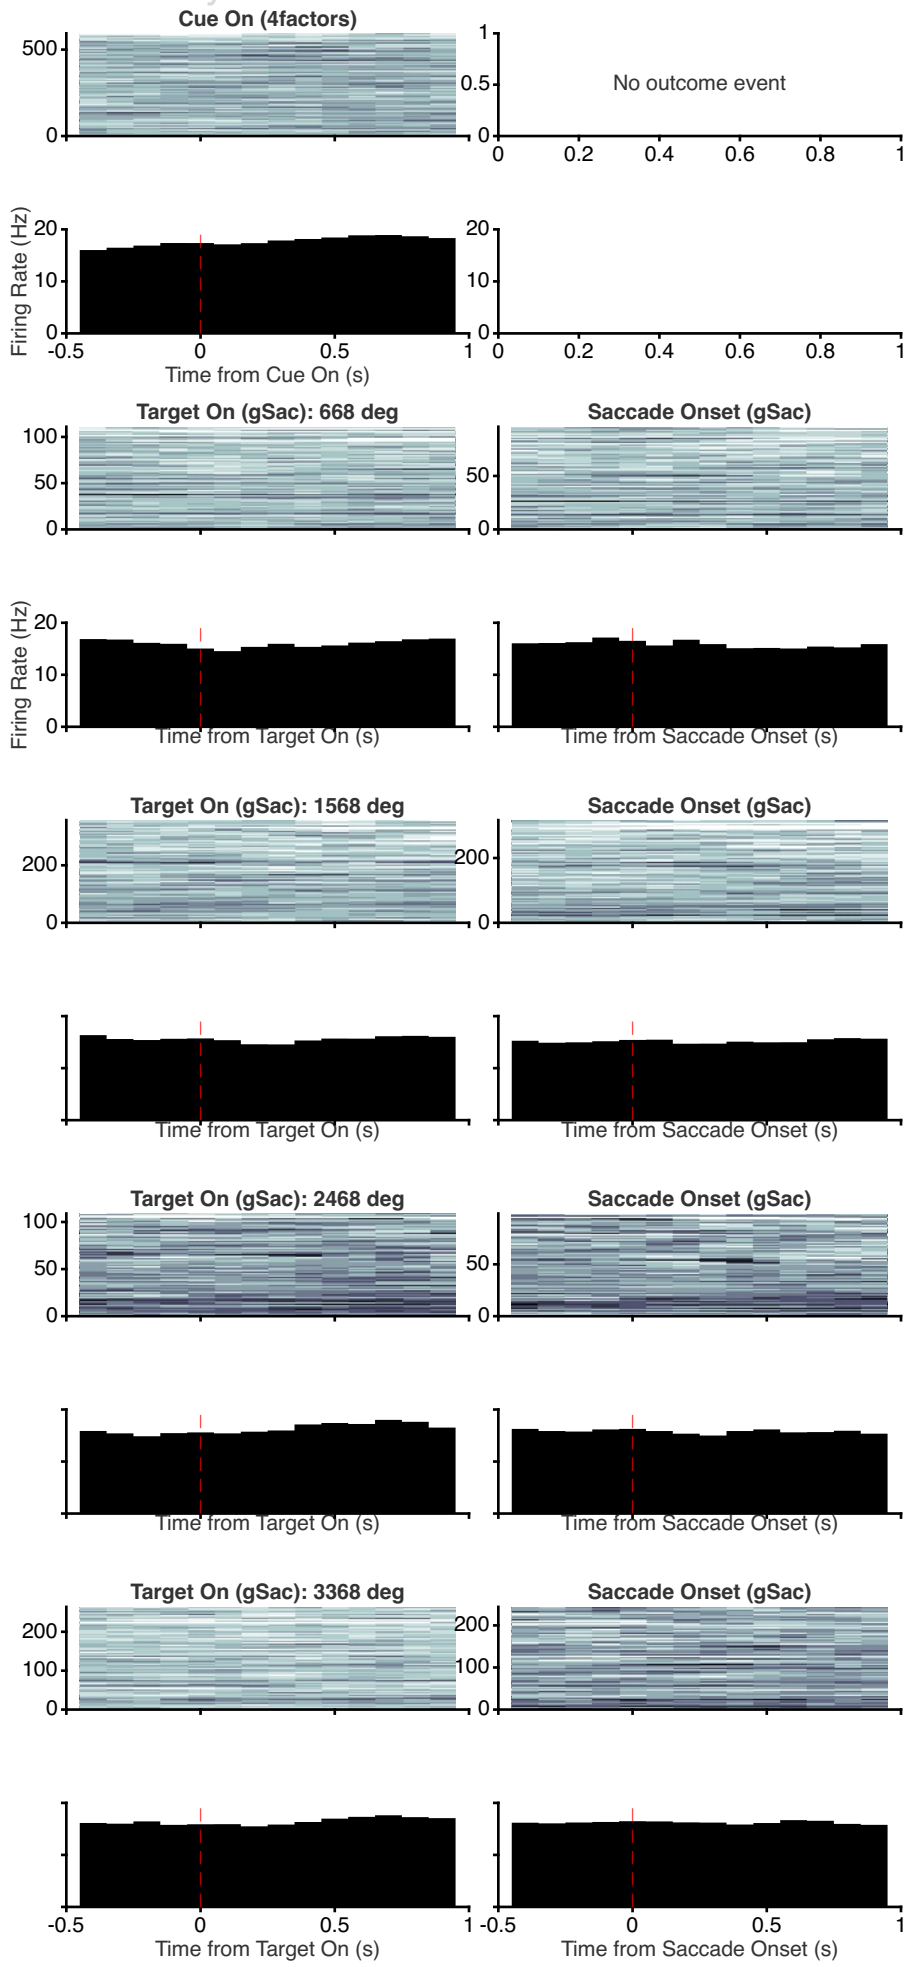 Cue On (4factors)
500
0
1
0.5
0
No outcome event
0 0.2 0.4 0.6 0.8 1
Firing Rate (Hz)
20
10
0
-0.5 0 0.5 1
Time from Cue On (s)
20
10
0
0 0.2 0.4 0.6 0.8 1
Target On (gSac): 668 deg
100
50
0
Saccade Onset (gSac)
50
0
Firing Rate (Hz)
20
10
0
Time from Target On (s)
Time from Saccade Onset (s)
Target On (gSac): 1568 deg
200
0
Saccade Onset (gSac)
200
0
Time from Target On (s)
Time from Saccade Onset (s)
Target On (gSac): 2468 deg
100
50
0
Saccade Onset (gSac)
50
0
Time from Target On (s)
Time from Saccade Onset (s)
Target On (gSac): 3368 deg
200
100
0
Saccade Onset (gSac)
200
100
0
-0.5 0 0.5 1
Time from Target On (s)
-0.5 0 0.5 1
Time from Saccade Onset (s)